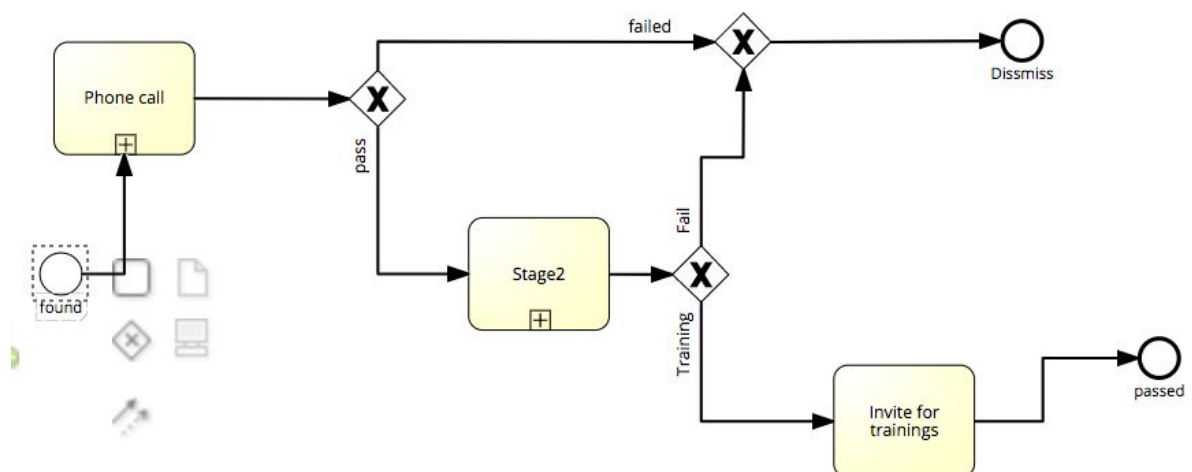 failed
Phone call
Dissmiss
pass
Fail
Stage2
found
Training
passed
Invite for
trainings